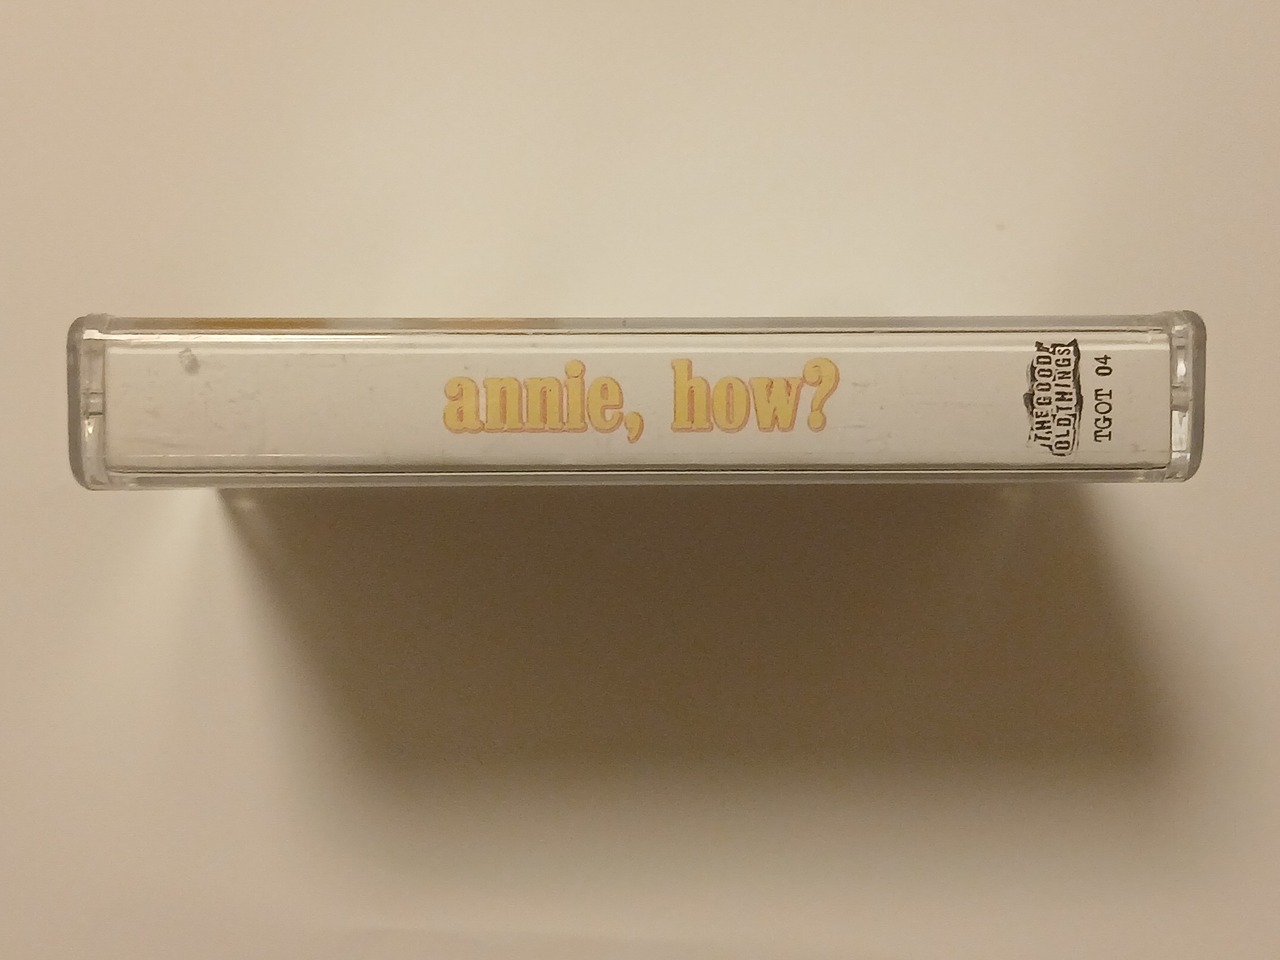 annie, how?
THE GOOD
OLD THINGS
TGOT 04